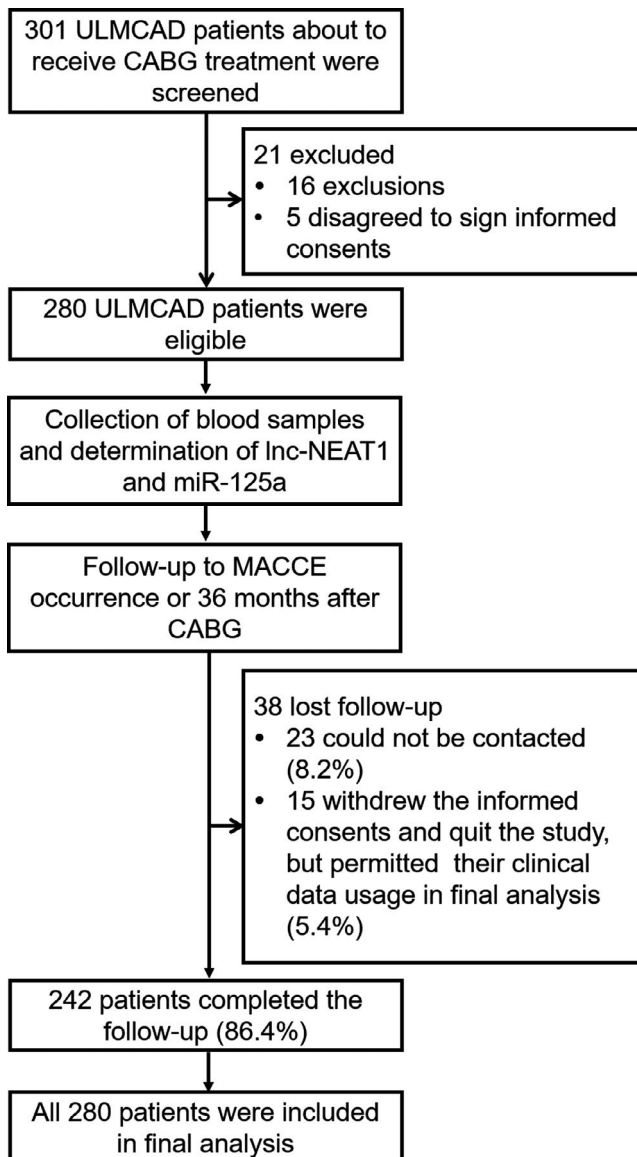 301 ULMCAD patients about to
receive CABG treatment were
screened
21 excluded
• 16 exclusions
• 5 disagreed to sign informed
consents
280 ULMCAD patients were
eligible
Collection of blood samples
and determination of lnc-NEAT1
and miR-125a
Follow-up to MACCE
occurrence or 36 months after
CABG
38 lost follow-up
• 23 could not be contacted
(8.2%)
• 15 withdrew the informed
consents and quit the study,
but permitted their clinical
data usage in final analysis
(5.4%)
242 patients completed the
follow-up (86.4%)
All 280 patients were included
in final analysis